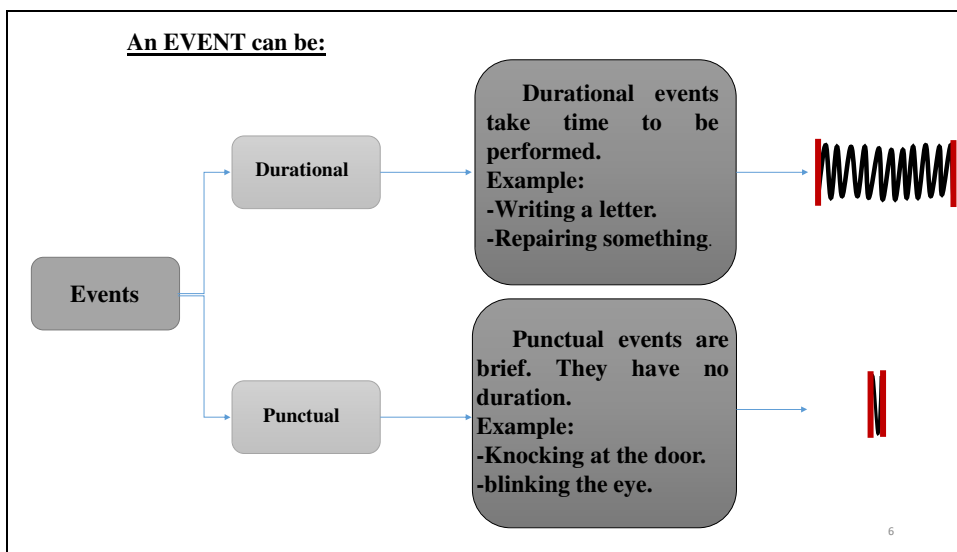 An EVENT can be:
Durational events
take time to be
performed.
Example:
-Writing a letter.
-Repairing something.
Durational
Events
Punctual events are
brief. They have no
duration.
Example:
-Knocking at the door.
-blinking the eye.
Punctual
6